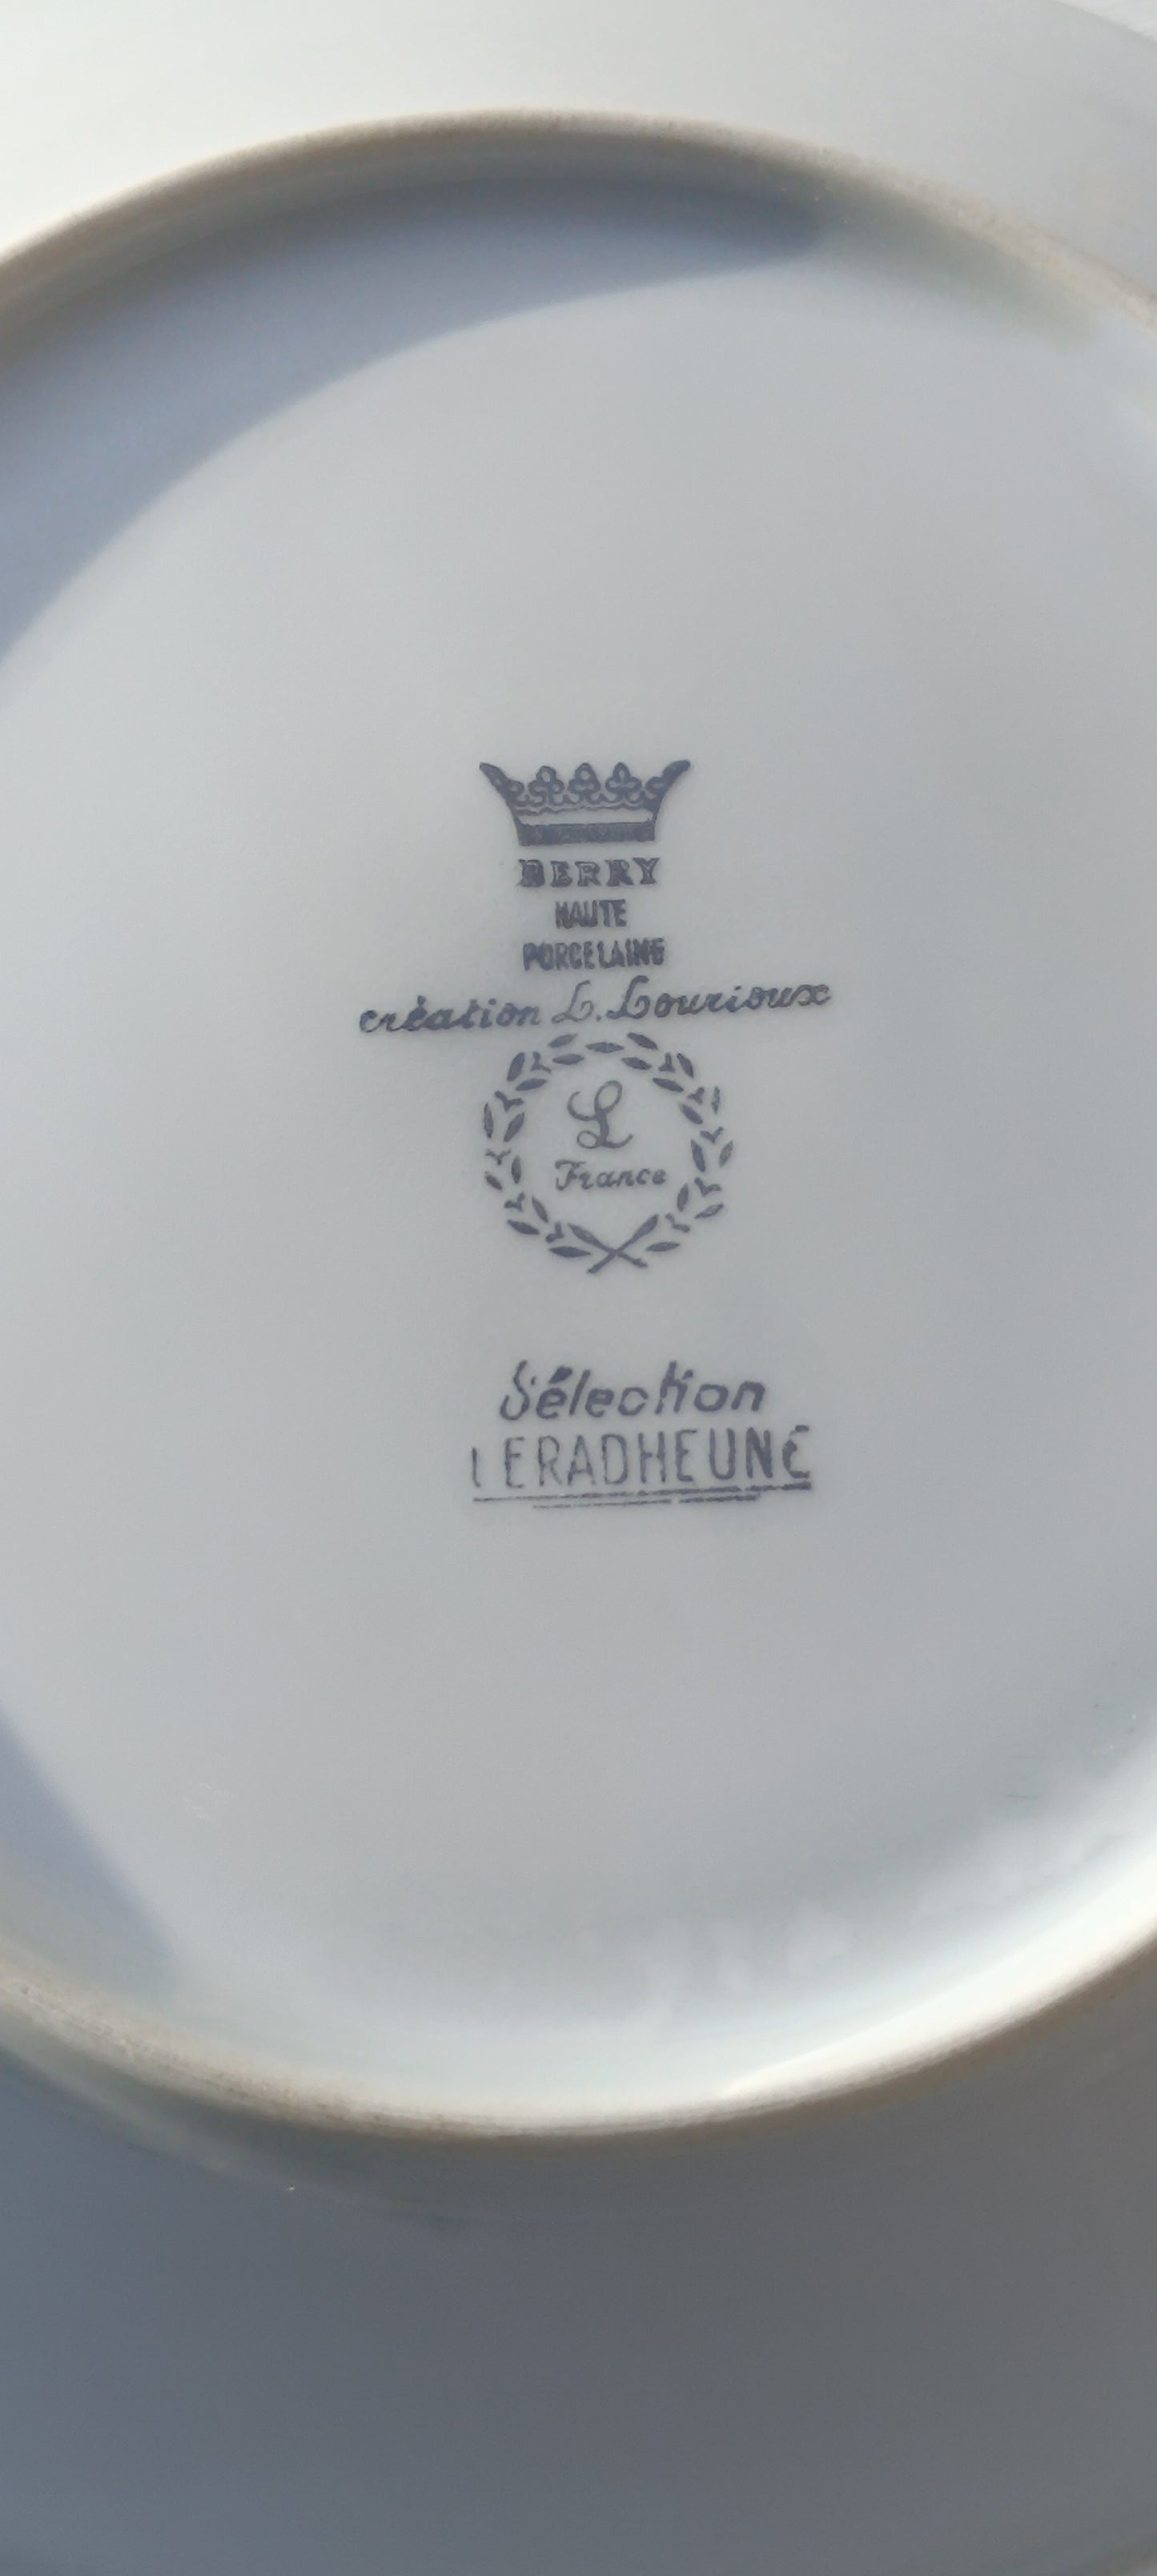 BERRY
HAUTE
PORCELAINE
création L. Lourioux
L
France
Sélection
LERADHEUNE